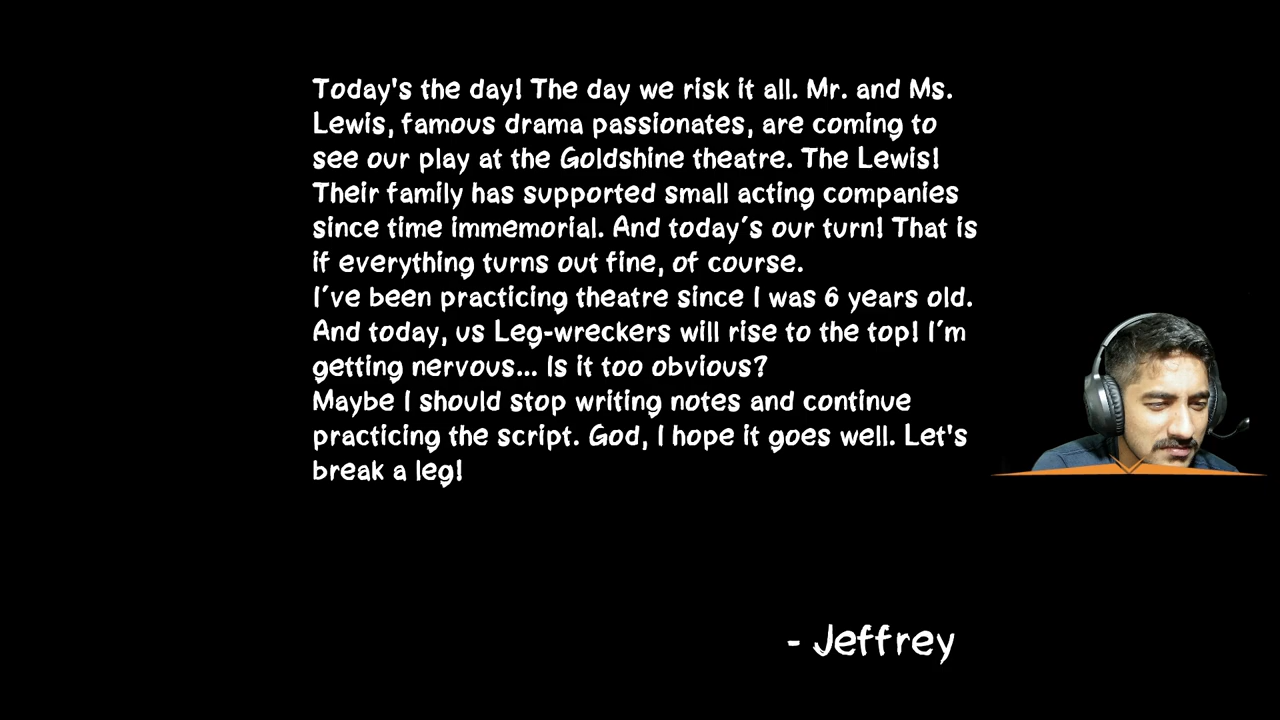 Today's the day! The day we risk it all. Mr. and Ms.
Lewis, famous drama passionates, are coming to
see our play at the Goldshine theatre. The Lewis!
Their family has supported small acting companies
since time immemorial. And today´s our turn! That is
if everything turns out fine, of course.
I´ve been practicing theatre since I was 6 years old.
And today, us Leg-wreckers will rise to the top! I´m
getting nervous... Is it too obvious?
Maybe I should stop writing notes and continue
practicing the script. God, I hope it goes well. Let's
break a leg!
- Jeffrey